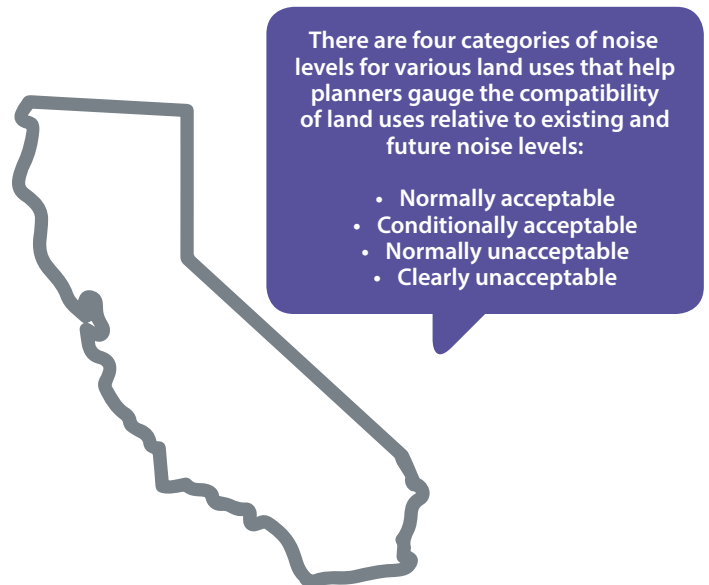 There are four categories of noise
levels for various land uses that help
planners gauge the compatibility
of land uses relative to existing and
future noise levels:
• Normally acceptable
• Conditionally acceptable
• Normally unacceptable
• Clearly unacceptable